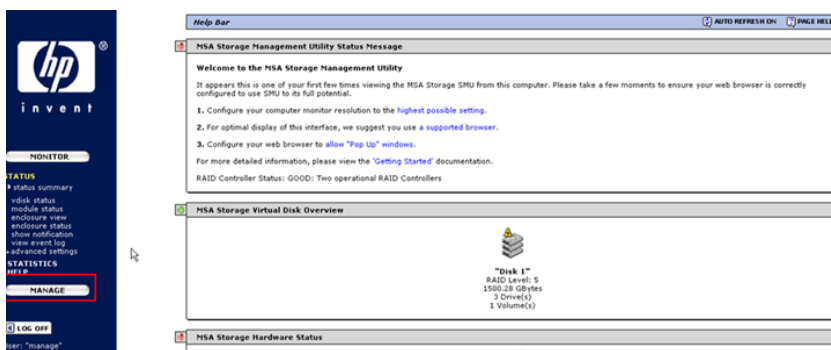 Help Bar
AUTO REFRESH ON
PAGE HELP
hp
®
invent
MONITOR
STATUS
status summary
vdisk status
module status
enclosure view
enclosure status
show notification
view event log
advanced settings
STATISTICS
HELP
MANAGE
LOG OFF
User: "manage"
MSA Storage Management Utility Status Message
Welcome to the MSA Storage Management Utility
It appears this is one of your first few times viewing the MSA Storage SMU from this computer. Please take a few moments to ensure your web browser is correctly
configured to use SMU to its full potential.
1. Configure your computer monitor resolution to the highest possible setting.
2. For optimal display of this interface, we suggest you use a supported browser.
3. Configure your web browser to allow "Pop Up" windows.
For more detailed information, please view the 'Getting Started' documentation.
RAID Controller Status: GOOD: Two operational RAID Controllers
MSA Storage Virtual Disk Overview
"Disk 1"
RAID Level: 5
1500.28 GBytes
3 Drive(s)
1 Volume(s)
MSA Storage Hardware Status